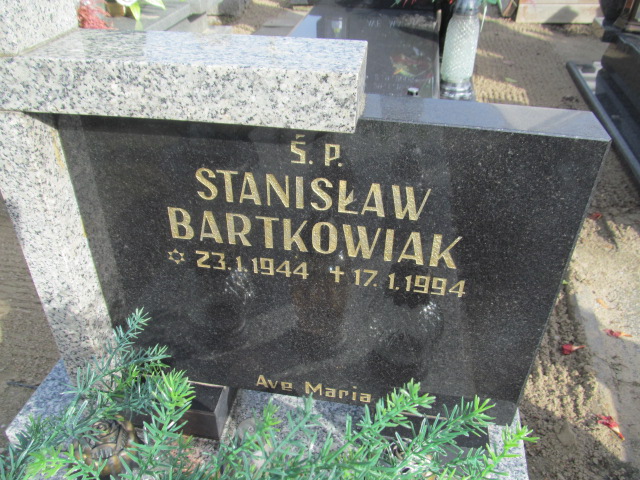 Ś. P.
STANISŁAW
BARTKOWIAK
✡ 23.1.1944 ✝ 17.1.1994
Ave Maria